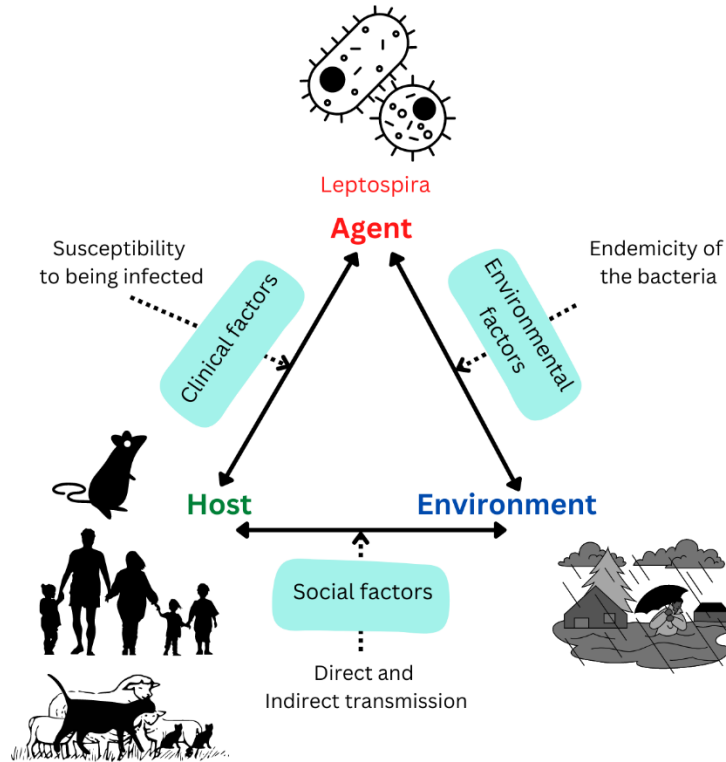 Leptospira
Agent
Susceptibility
to being infected
Clinical factors
Environmental
factors
Endemicity of
the bacteria
Host
Environment
Social factors
Direct and
Indirect transmission